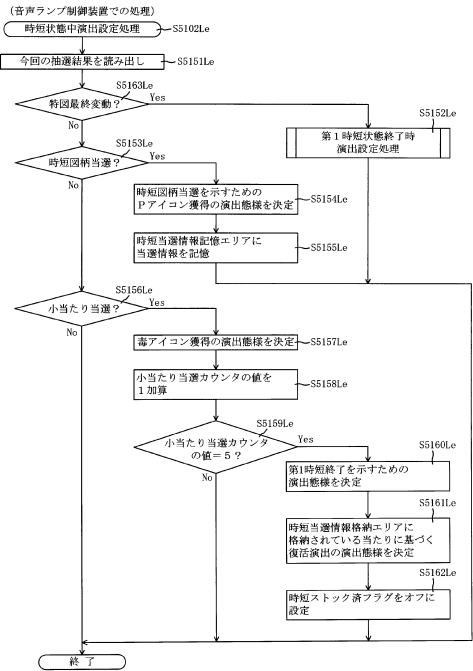 (音声ランプ制御装置での処理)
時短状態中演出設定処理
S5102Le
今回の抽選結果を読み出し
S5151Le
S5163Le
特図最終変動？
Yes
No
S5152Le
第１時短状態終了時
演出設定処理
S5153Le
時短図柄当選？
Yes
No
時短図柄当選を示すための
Ｐアイコン獲得の演出態様を決定
S5154Le
時短当選情報記憶エリアに
当選情報を記憶
S5155Le
S5156Le
小当たり当選？
Yes
No
毒アイコン獲得の演出態様を決定
S5157Le
小当たり当選カウンタの値を
１加算
S5158Le
S5159Le
小当たり当選カウンタ
の値＝５？
Yes
No
S5160Le
第1時短終了を示すための
演出態様を決定
S5161Le
時短当選情報格納エリアに
格納されている当たりに基づく
復活演出の演出態様を決定
S5162Le
時短ストック済フラグをオフに
設定
終了